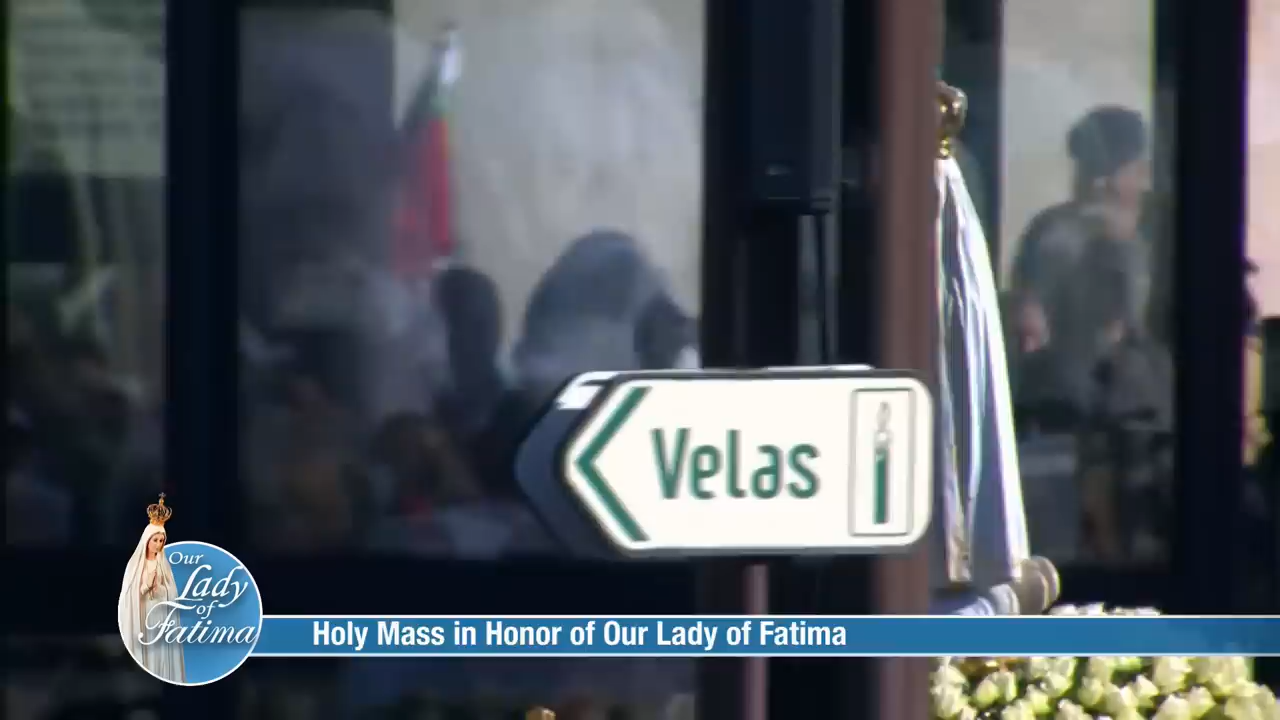 Velas
Our
Lady
of
Fatima
Holy Mass in Honor of Our Lady of Fatima